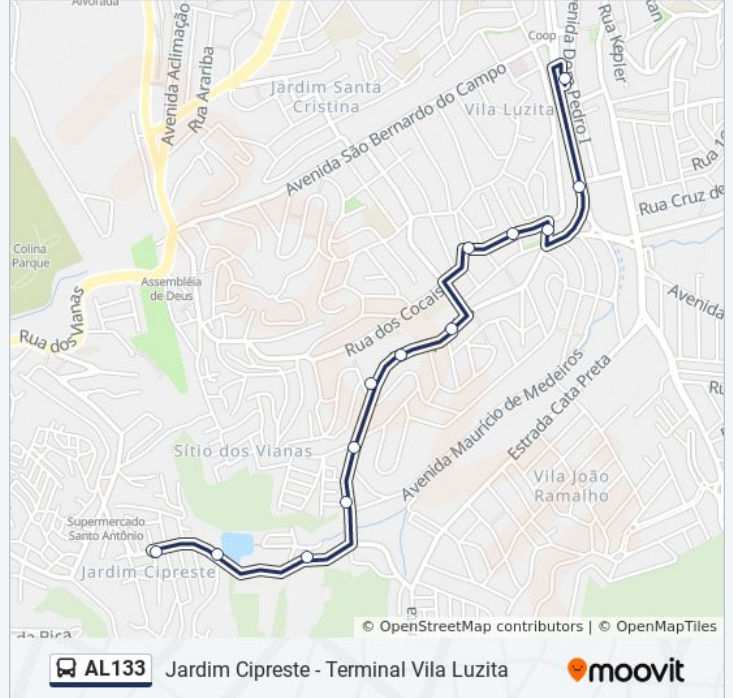 Alvorada
Avenida Aclimação
Rua Arariba
Jardim Santa
Cristina
Avenida São Bernardo do Campo
Coop
Vila Luzita
Avenida Dom Pedro I
Rua Kepler
Rua Cruz de
Colina
Parque
Assembléia
de Deus
Rua dos Vianas
Rua dos Cocais
Avenida
Avenida Maurício de Medeiros
Estrada Cata Preta
Sítio dos Vianas
Vila João
Ramalho
Supermercado
Santo Antônio
Jardim Cipreste
© OpenStreetMap contributors | © OpenMapTiles
AL133 Jardim Cipreste - Terminal Vila Luzita moovit